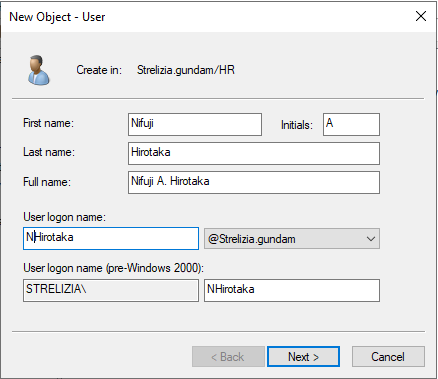 New Object - User
Create in: Strelizia.gundam/HR
First name: Nifuji Initials: A
Last name: Hirotaka
Full name: Nifuji A. Hirotaka
User logon name:
NHirotaka @Strelizia.gundam
User logon name (pre-Windows 2000):
STRELIZIA\ NHirotaka
< Back Next > Cancel